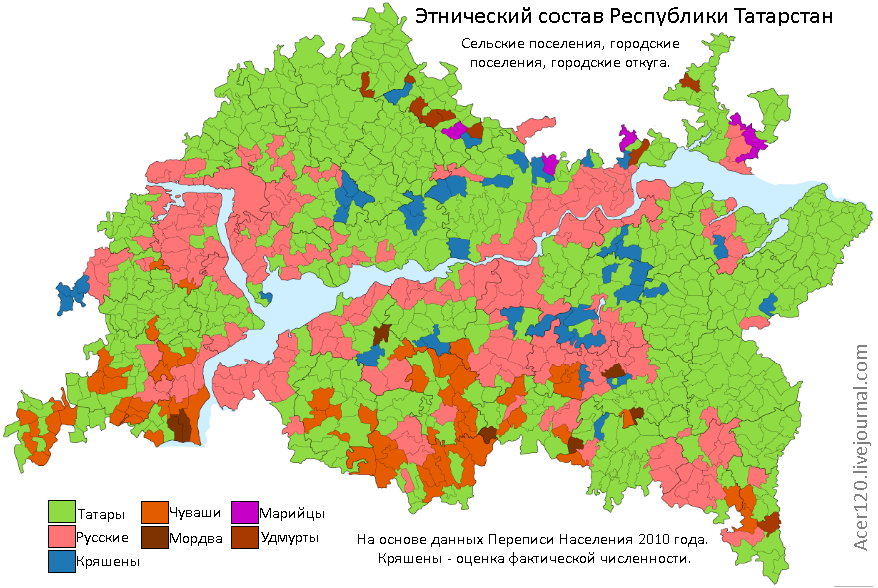 Этнический состав Республики Татарстан
Сельские поселения, городские
поселения, городские откуга.
Acer120.livejournal.com
Татары
Чуваши
Марийцы
Русские
Мордва
Удмурты
Кряшены
На основе данных Переписи Населения 2010 года.
Кряшены - оценка фактической численности.